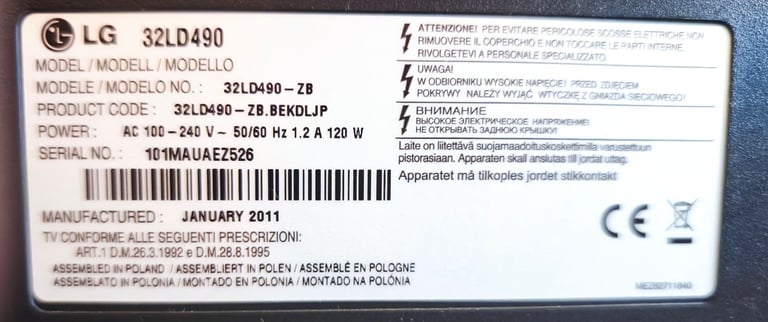 LG 32LD490
MODEL / MODELL / MODELLO
MODELE / MODELO NO. : 32LD490-ZB
PRODUCT CODE : 32LD490-ZB.BEKDLJP
POWER : AC 100-240 V~ 50/60 Hz 1.2 A 120 W
SERIAL NO. : 101MAUAEZ526
MANUFACTURED : JANUARY 2011
TV CONFORME ALLE SEGUENTI PRESCRIZIONI:
ART.1 D.M.26.3.1992 e D.M.28.8.1995
ASSEMBLED IN POLAND / ASSEMBLIERT IN POLEN / ASSEMBLÉ EN POLOGNE
ASSEMBLATO IN POLONIA / MONTADO EN POLONIA / MONTADO NA POLÓNIA
ATTENZIONE! PER EVITARE PERICOLOSE SCOSSE ELETTRICHE NON
RIMUOVERE IL COPERCHIO E NON TOCCARE LE PARTI INTERNE.
RIVOLGETEVI A PERSONALE SPECIALIZZATO.
UWAGA!
W ODBIORNIKU WYSOKIE NAPIĘCIE! PRZED ZDJĘCIEM
POKRYWY NALEŻY WYJĄĆ WTYCZKĘ Z GNIAZDA SIECIOWEGO!
ВНИМАНИЕ
ВЫСОКОЕ ЭЛЕКТРИЧЕСКОЕ НАПРЯЖЕНИЕ!
НЕ ОТКРЫВАТЬ ЗАДНЮЮ КРЫШКУ!
Laite on liitettävä suojamaadoituskoskettimilla varustettuun
pistorasiaan. Apparaten skall anslutas till jordat uttag.
Apparatet må tilkoples jordet stikkontakt
CE
MEZ62711840